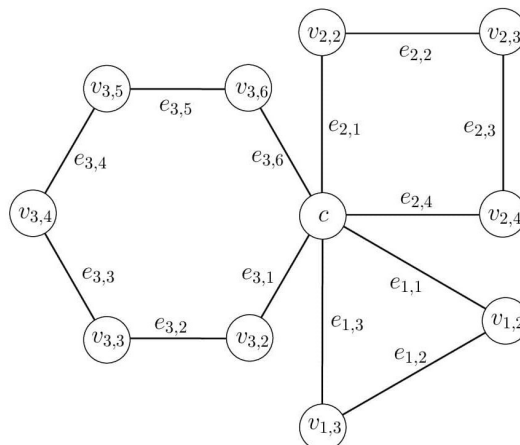 v_{2,2}
v_{2,3}
e_{2,2}
v_{3,5}
v_{3,6}
e_{3,5}
e_{2,1}
e_{2,3}
e_{3,4}
e_{3,6}
e_{2,4}
v_{3,4}
c
v_{2,4}
e_{3,3}
e_{3,1}
e_{1,1}
e_{3,2}
e_{1,3}
v_{1,2}
v_{3,3}
v_{3,2}
e_{1,2}
v_{1,3}